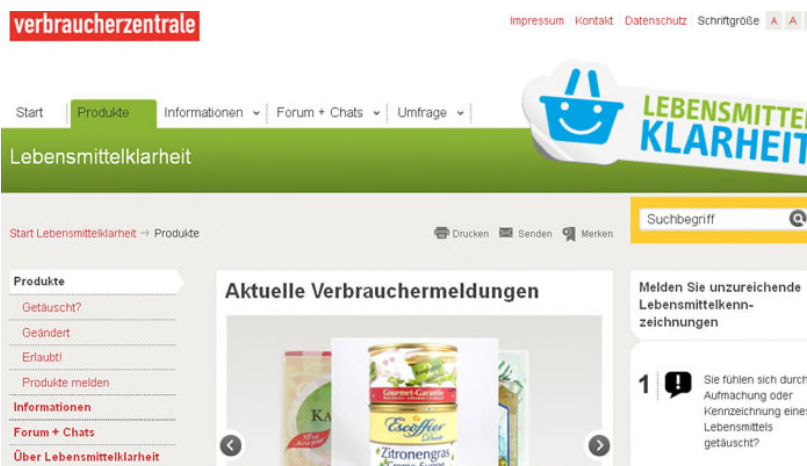 verbraucherzentrale
Impressum Kontakt Datenschutz Schriftgröße A A
Start Produkte Informationen Forum + Chats Umfrage
LEBENSMITTEL
KLARHEIT
Lebensmittelklarheit
Suchbegriff
Start Lebensmittelklarheit → Produkte
Drucken Senden Merken
Produkte
Getäuscht?
Geändert
Erlaubt!
Produkte melden
Informationen
Forum + Chats
Über Lebensmittelklarheit
Aktuelle Verbrauchermeldungen
Gourmet-Garantie
Escoffier
Zitronengras
Creme-Suppe
Melden Sie unzureichende
Lebensmittelkenn-
zeichnungen
1 Sie fühlen sich durch
Aufmachung oder
Kennzeichnung eines
Lebensmittels
getäuscht?